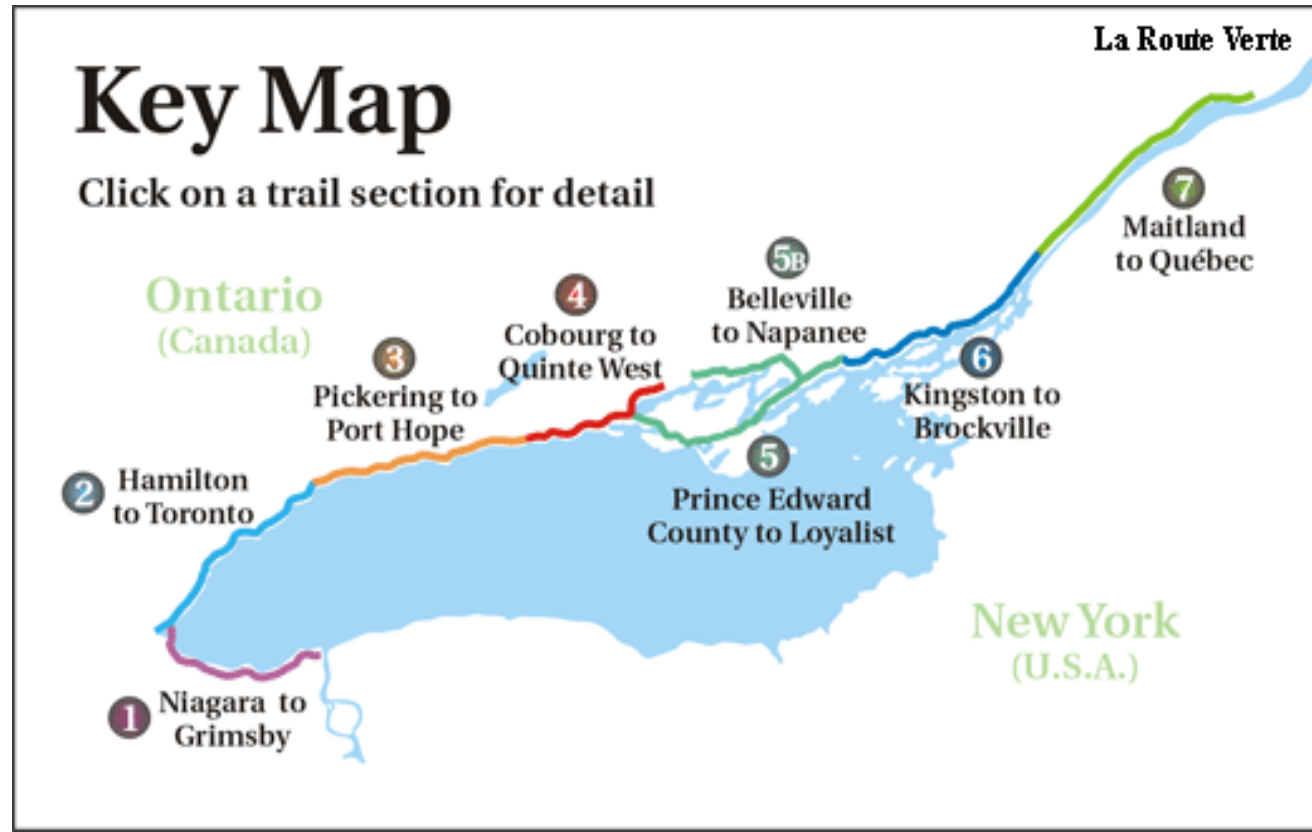 La Route Verte
Key Map
Click on a trail section for detail
7
Maitland
to Québec
5B
Belleville
to Napanee
Ontario
(Canada)
4
Cobourg to
Quinte West
3
Pickering to
Port Hope
6
Kingston to
Brockville
5
Prince Edward
County to Loyalist
2
Hamilton
to Toronto
New York
(U.S.A.)
1
Niagara to
Grimsby